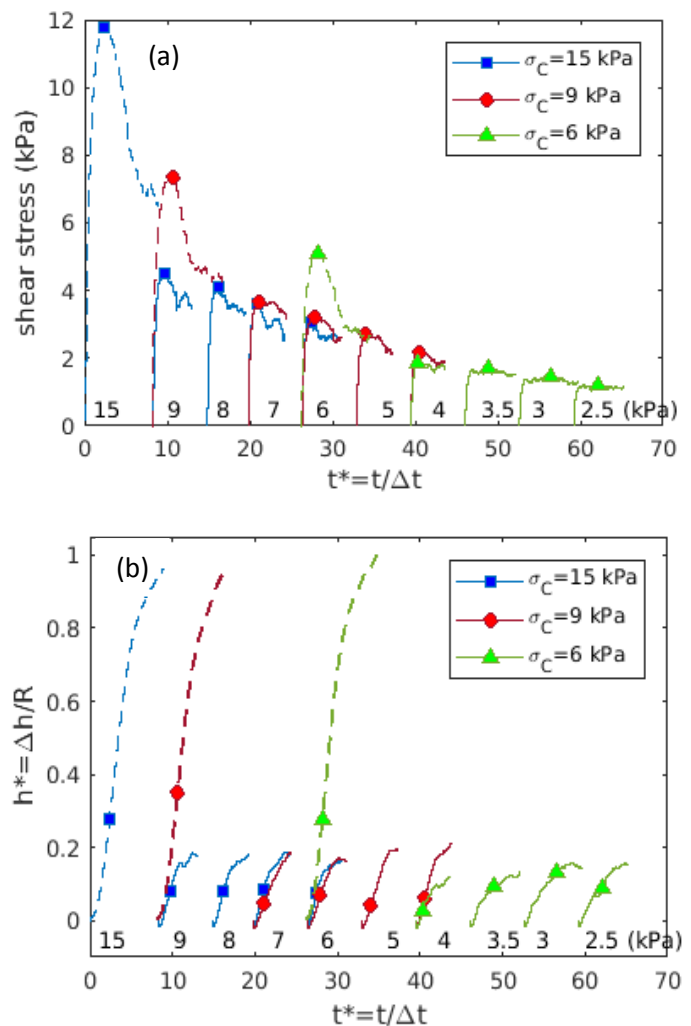 (a)
σC=15 kPa
σC=9 kPa
σC=6 kPa
shear stress (kPa)
12
10
8
6
4
2
0
15 9 8 7 6 5 4 3.5 3 2.5 (kPa)
0 10 20 30 40 50 60 70
t*=t/Δt
(b)
σC=15 kPa
σC=9 kPa
σC=6 kPa
h*=Δh/R
1
0.8
0.6
0.4
0.2
0
15 9 8 7 6 5 4 3.5 3 2.5 (kPa)
0 10 20 30 40 50 60 70
t*=t/Δt